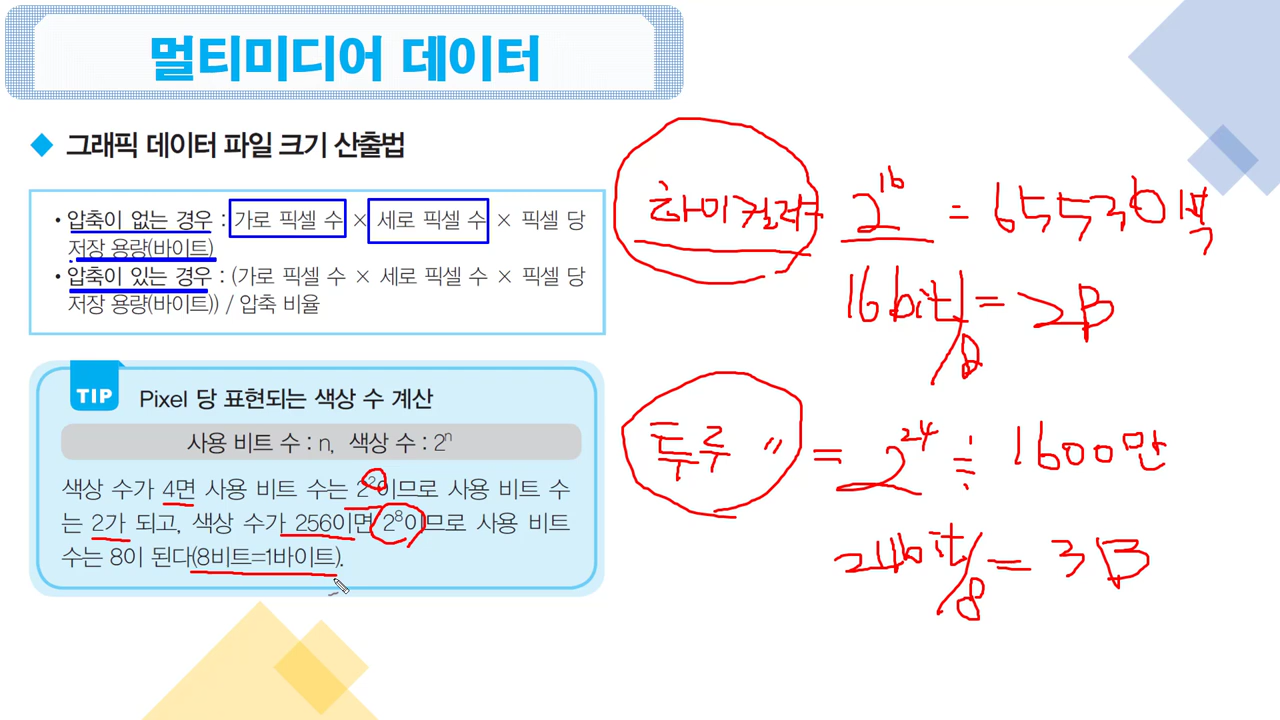 멀티미디어 데이터
◆ 그래픽 데이터 파일 크기 산출법
• 압축이 없는 경우 : 가로 픽셀 수 × 세로 픽셀 수 × 픽셀 당
저장 용량(바이트)
• 압축이 있는 경우 : (가로 픽셀 수 × 세로 픽셀 수 × 픽셀 당
저장 용량(바이트)) / 압축 비율
TIP
Pixel 당 표현되는 색상 수 계산
사용 비트 수 : n, 색상 수 : 2ⁿ
색상 수가 4면 사용 비트 수는 2²이므로 사용 비트 수
는 2가 되고, 색상 수가 256이면 2⁸이므로 사용 비트
수는 8이 된다(8비트=1바이트).
하이컬러 2¹⁶ = 65536색
16bit/8 = 2B
트루 〃 = 2²⁴ ≒ 1600만
24bit/8 = 3B